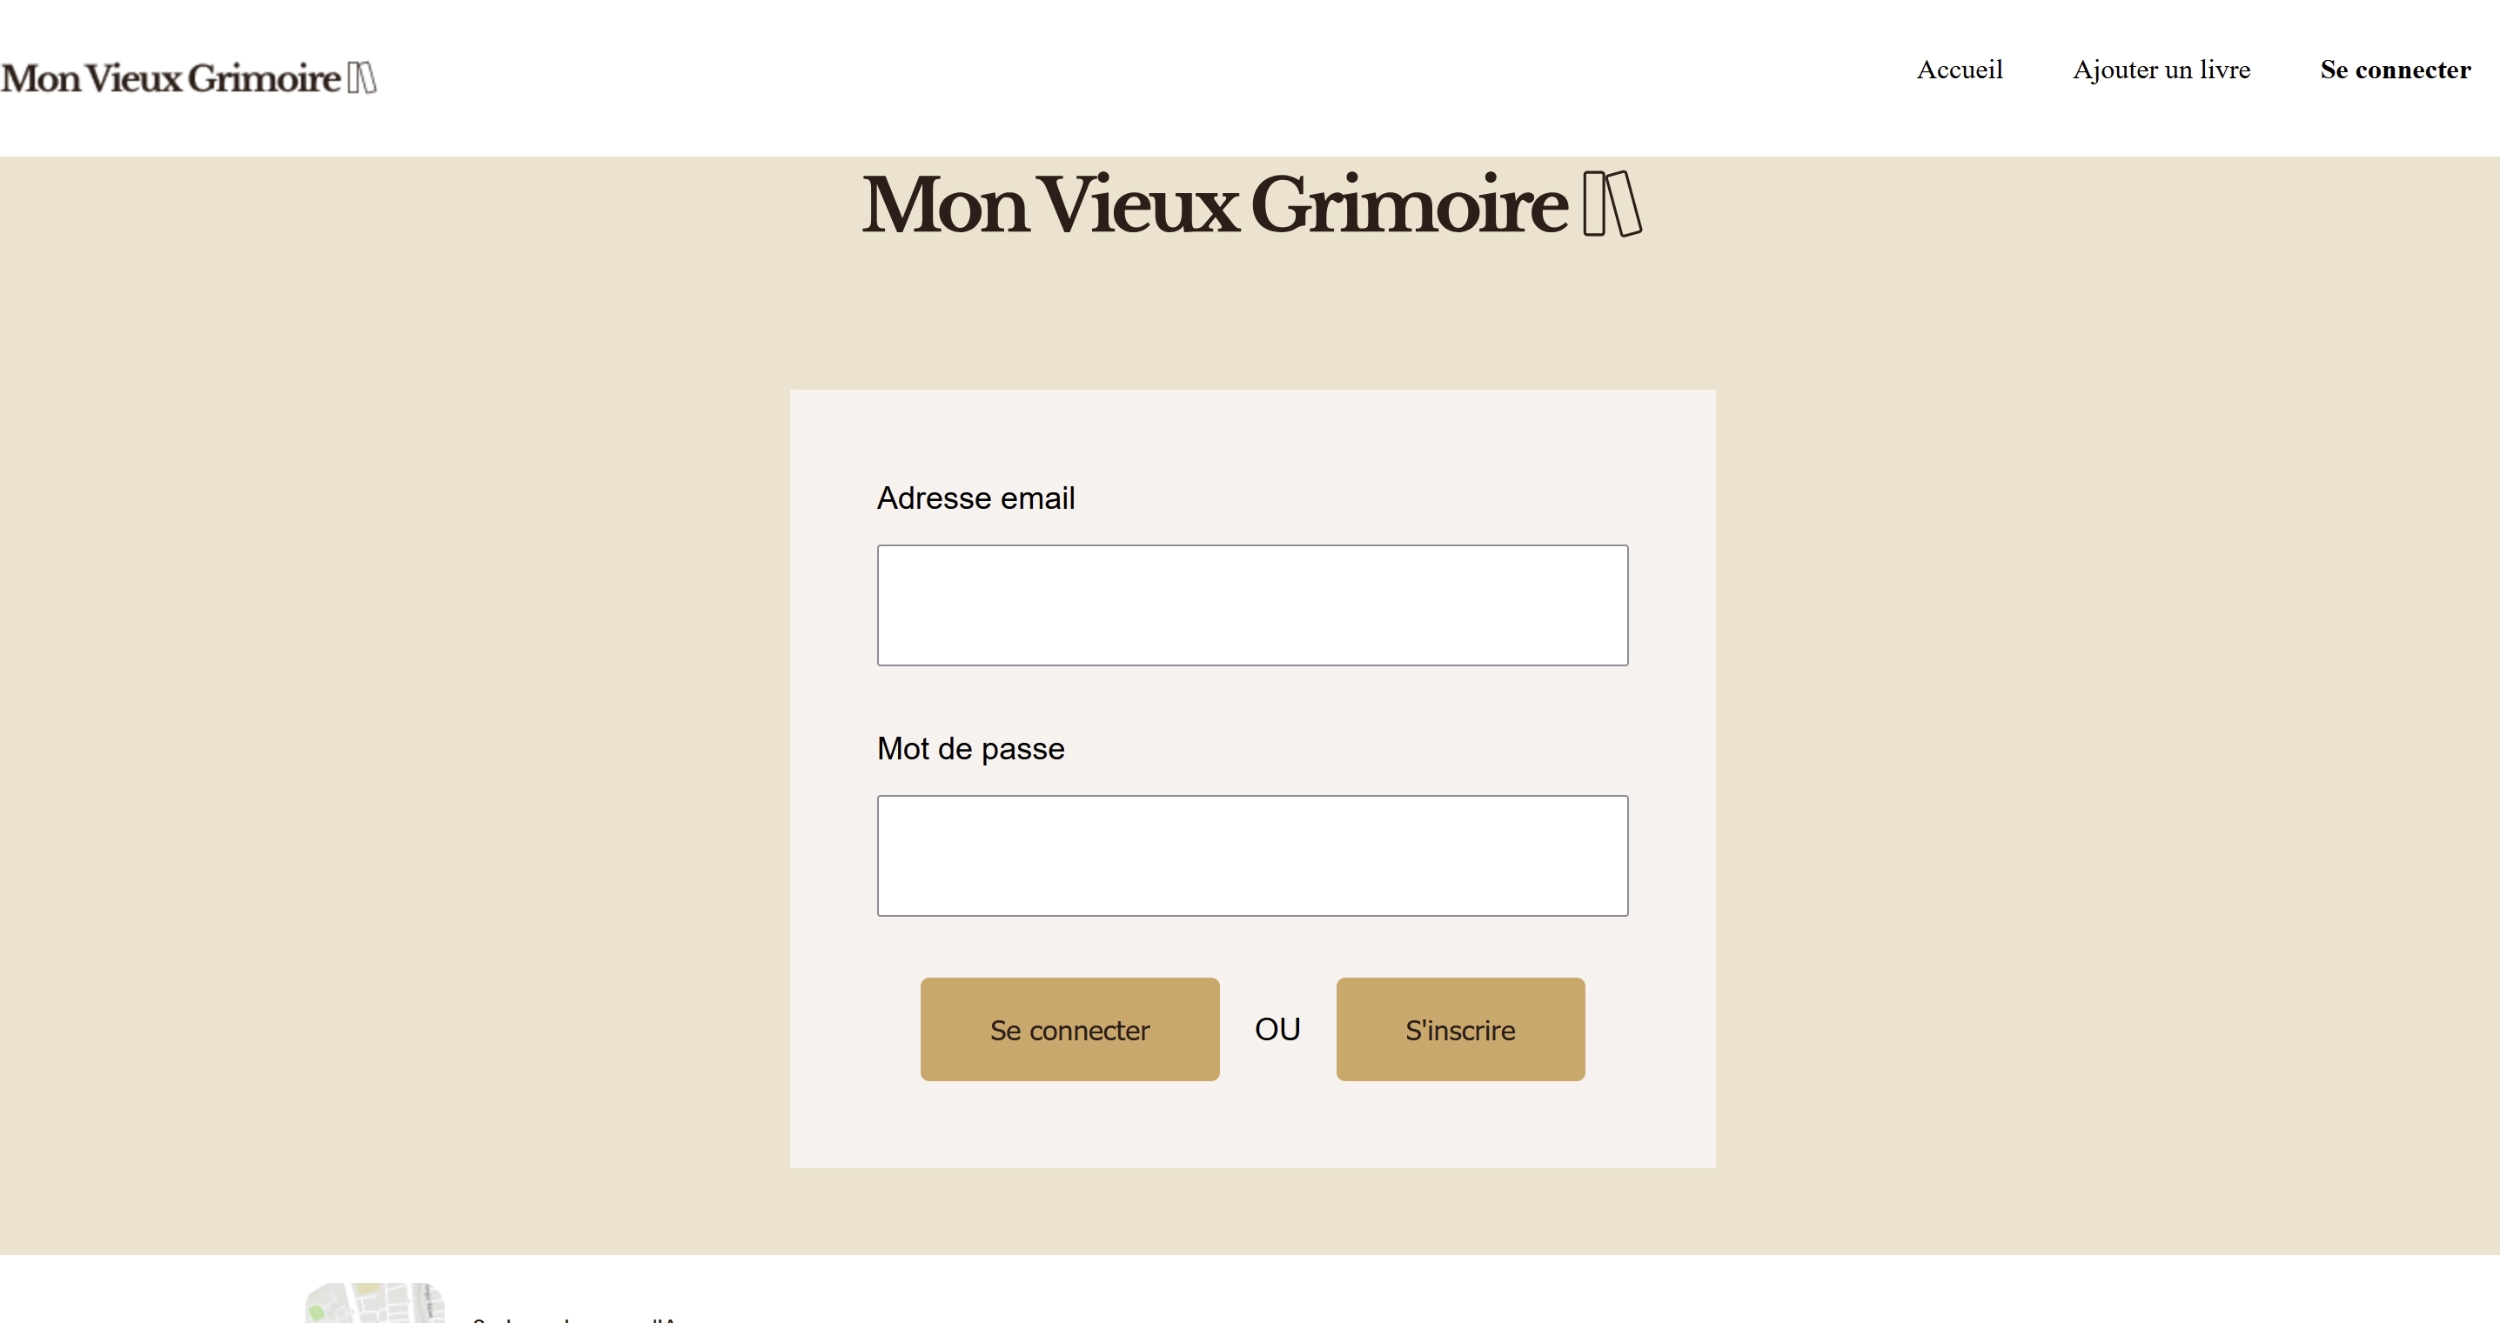 Mon Vieux Grimoire
Accueil
Ajouter un livre
Se connecter
Mon Vieux Grimoire
Adresse email
Mot de passe
Se connecter
OU
S'inscrire